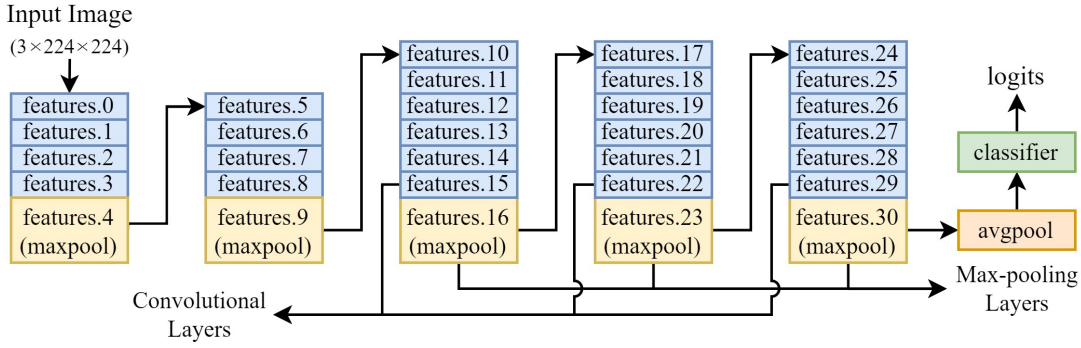 Input Image
(3×224×224)
features.0
features.1
features.2
features.3
features.4
(maxpool)
features.5
features.6
features.7
features.8
features.9
(maxpool)
features.10
features.11
features.12
features.13
features.14
features.15
features.16
(maxpool)
features.17
features.18
features.19
features.20
features.21
features.22
features.23
(maxpool)
features.24
features.25
features.26
features.27
features.28
features.29
features.30
(maxpool)
logits
classifier
avgpool
Convolutional
Layers
Max-pooling
Layers